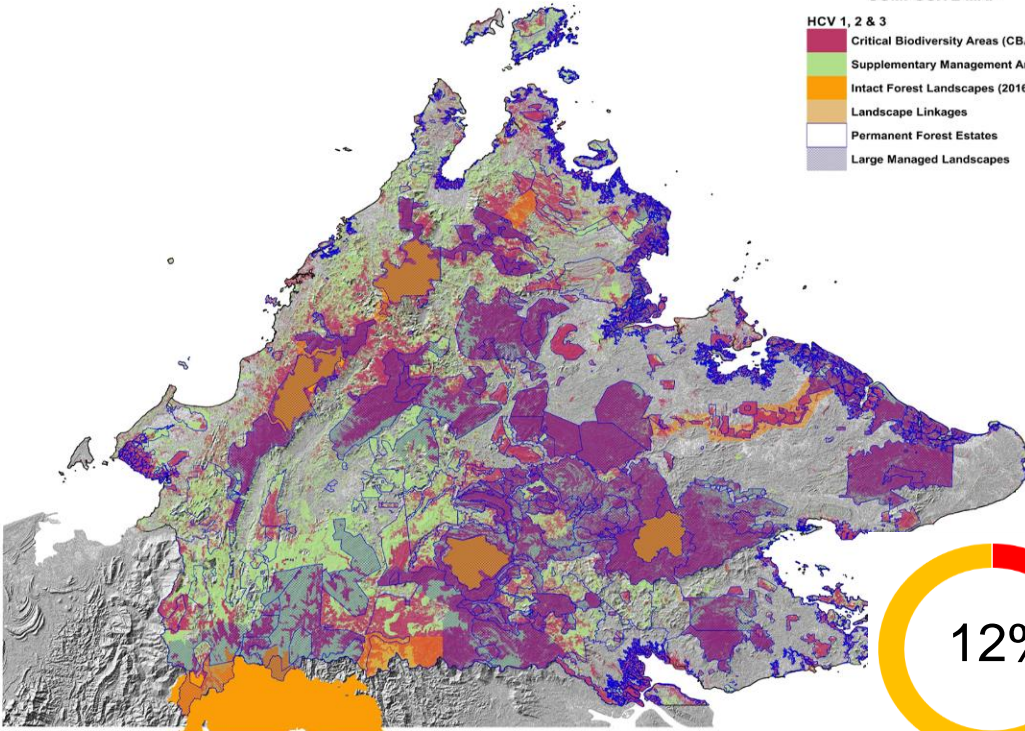 HCV 1, 2 & 3
Critical Biodiversity Areas (CBA
Supplementary Management Ar
Intact Forest Landscapes (2016
Landscape Linkages
Permanent Forest Estates
Large Managed Landscapes
12%